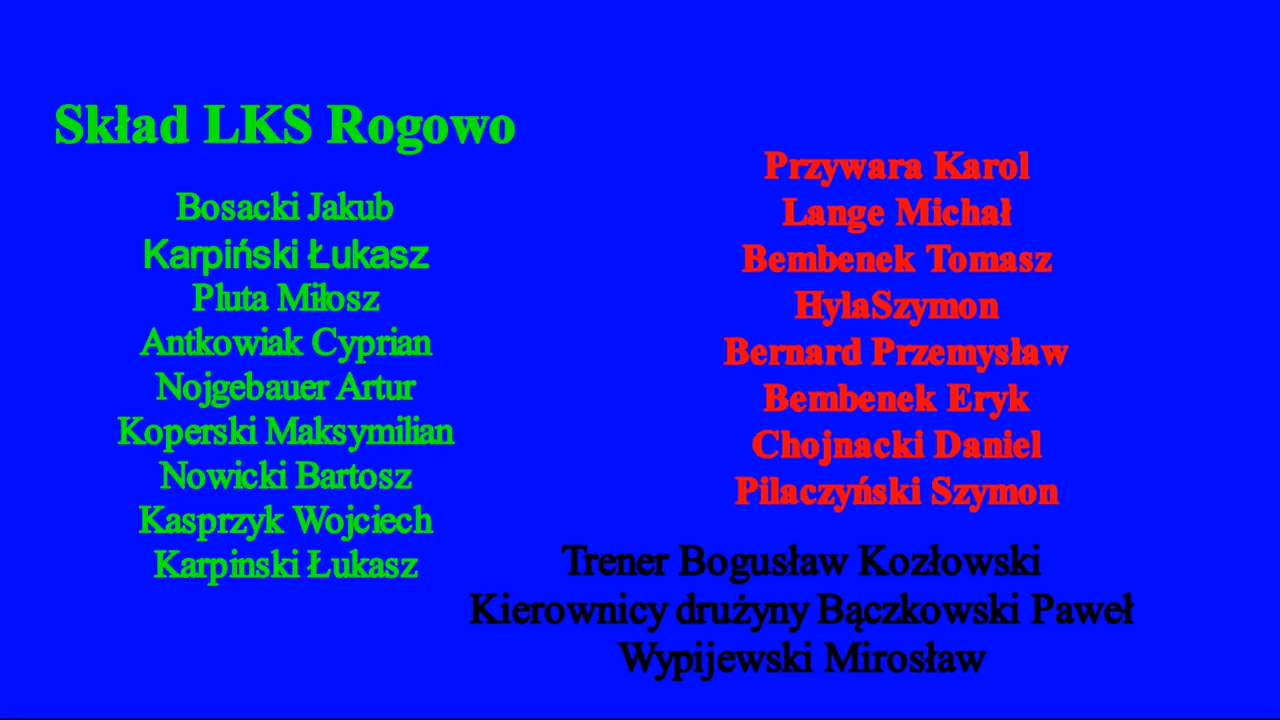 Skład LKS Rogowo
Bosacki Jakub
Karpiński Łukasz
Pluta Miłosz
Antkowiak Cyprian
Nojgebauer Artur
Koperski Maksymilian
Nowicki Bartosz
Kasprzyk Wojciech
Karpinski Łukasz
Przywara Karol
Lange Michał
Bembenek Tomasz
HylaSzymon
Bernard Przemysław
Bembenek Eryk
Chojnacki Daniel
Pilaczyński Szymon
Trener Bogusław Kozłowski
Kierownicy drużyny Bączkowski Paweł
Wypijewski Mirosław